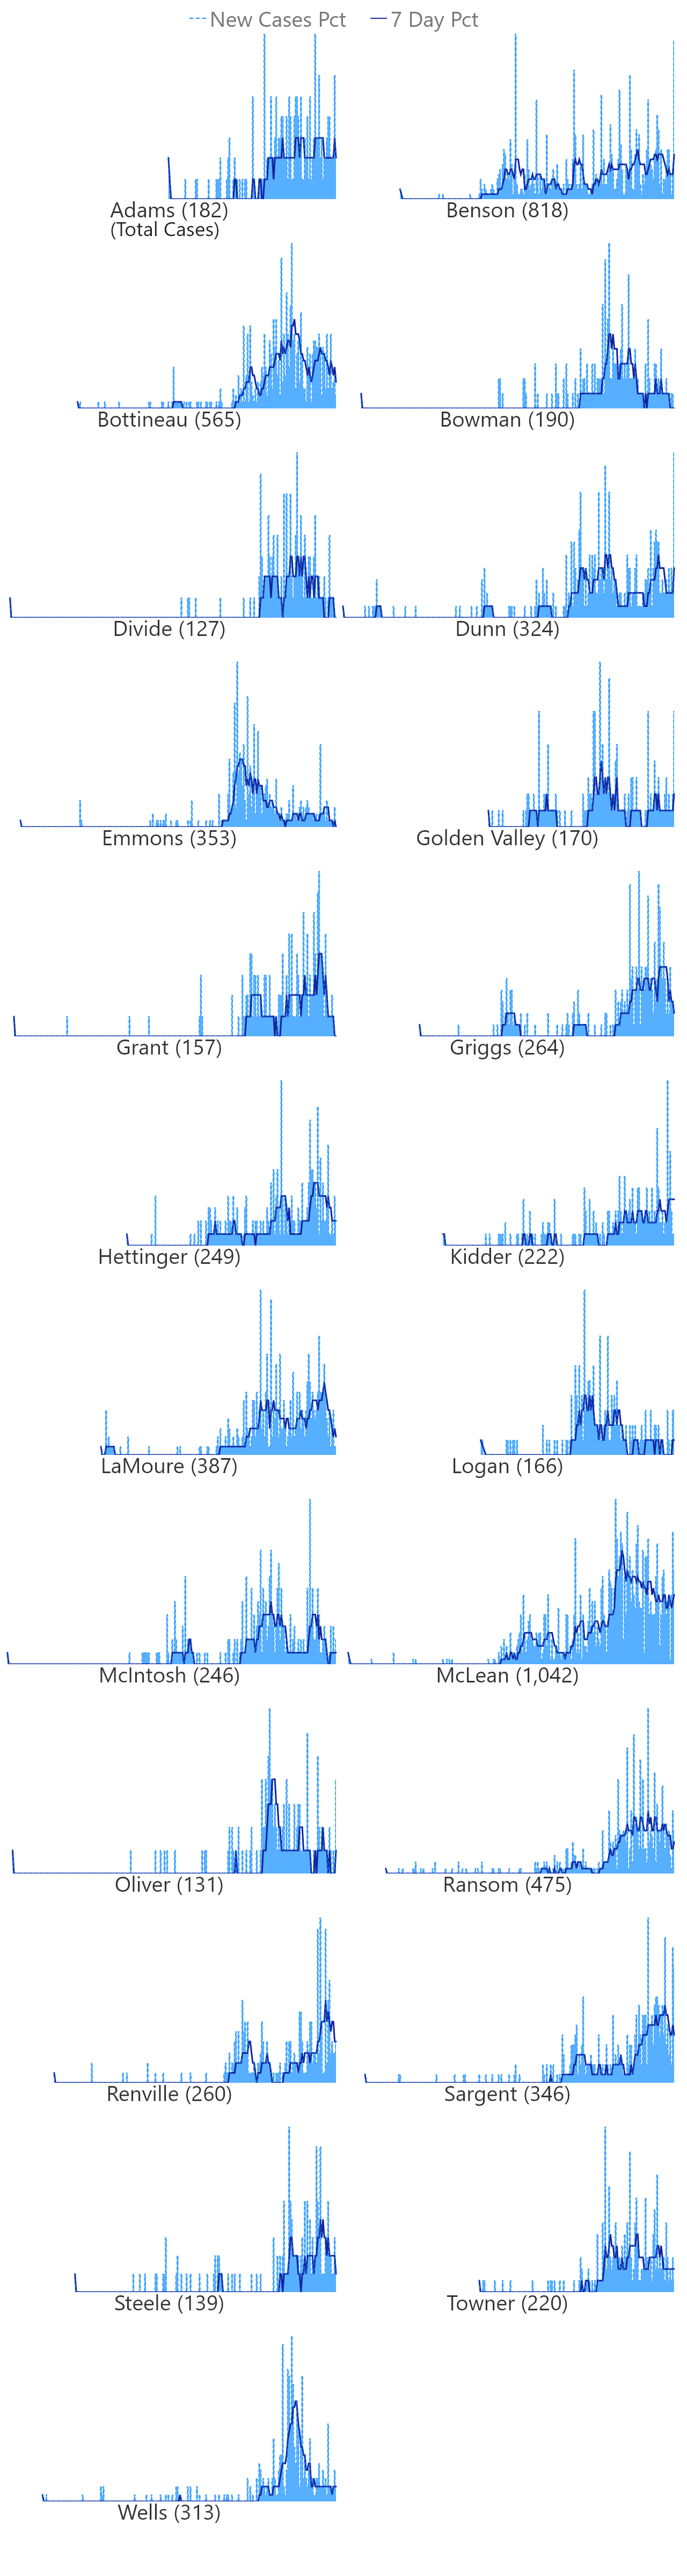 New Cases Pct 7 Day Pct
Adams (182) Benson (818)
(Total Cases)
Bottineau (565) Bowman (190)
Divide (127) Dunn (324)
Emmons (353) Golden Valley (170)
Grant (157) Griggs (264)
Hettinger (249) Kidder (222)
LaMoure (387) Logan (166)
McIntosh (246) McLean (1,042)
Oliver (131) Ransom (475)
Renville (260) Sargent (346)
Steele (139) Towner (220)
Wells (313)